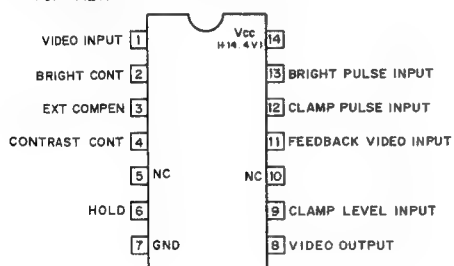 VIDEO INPUT 1
Vcc 14
(+14.4V)
BRIGHT CONT 2
13 BRIGHT PULSE INPUT
EXT COMPEN 3
12 CLAMP PULSE INPUT
CONTRAST CONT 4
11 FEEDBACK VIDEO INPUT
5 NC
NC 10
HOLD 6
9 CLAMP LEVEL INPUT
7 GND
8 VIDEO OUTPUT